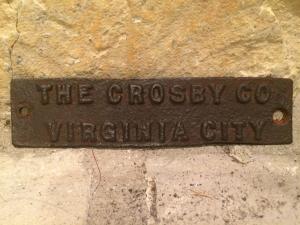 THE CROSBY CO
VIRGINIA CITY